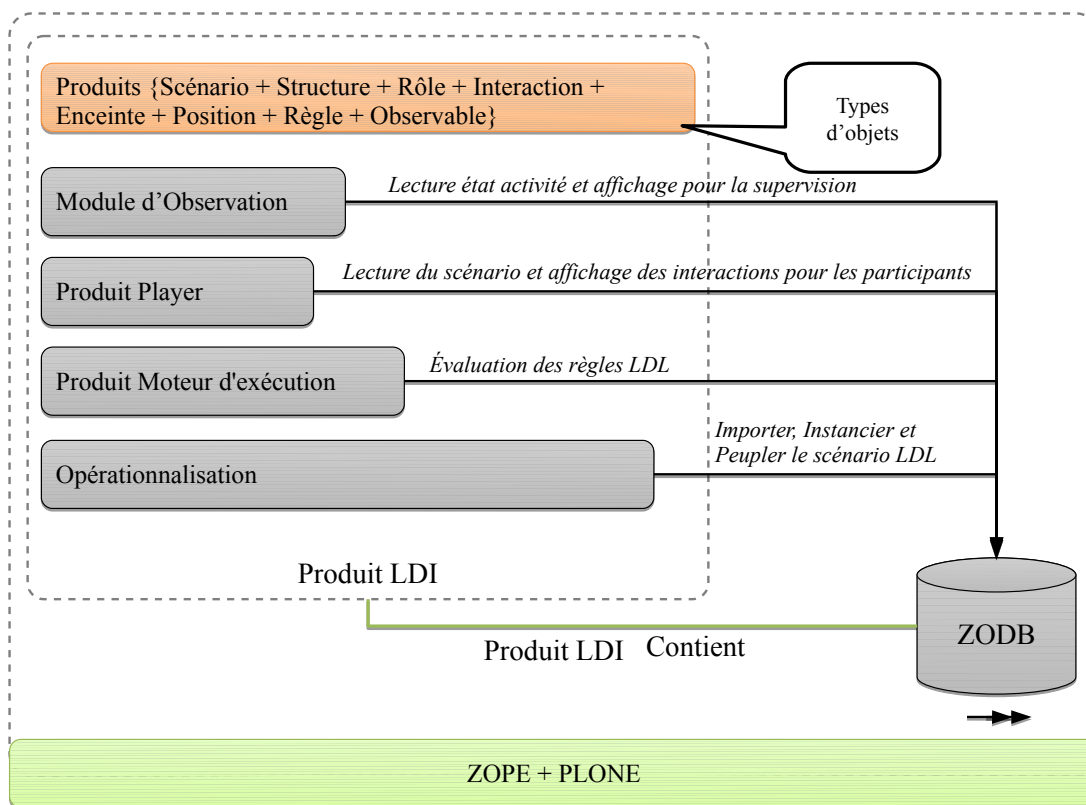 Produits {Scénario + Structure + Rôle + Interaction +
Enceinte + Position + Règle + Observable}
Types
d’objets
Module d’Observation
Lecture état activité et affichage pour la supervision
Produit Player
Lecture du scénario et affichage des interactions pour les participants
Produit Moteur d'exécution
Évaluation des règles LDL
Opérationnalisation
Importer, Instancier et
Peupler le scénario LDL
Produit LDI
Produit LDI Contient
ZODB
ZOPE + PLONE